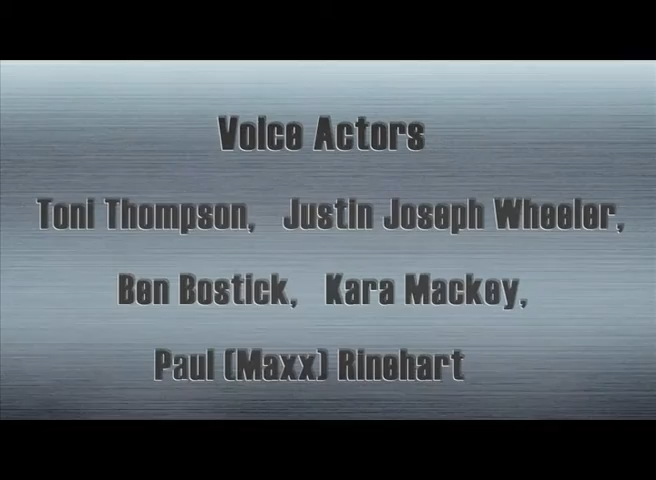 Voice Actors
Toni Thompson, Justin Joseph Wheeler,
Ben Bostick, Kara Mackey,
Paul (Maxx) Rinehart